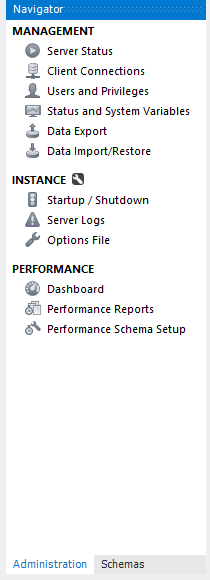 Navigator
MANAGEMENT
Server Status
Client Connections
Users and Privileges
Status and System Variables
Data Export
Data Import/Restore
INSTANCE
Startup / Shutdown
Server Logs
Options File
PERFORMANCE
Dashboard
Performance Reports
Performance Schema Setup
Administration Schemas